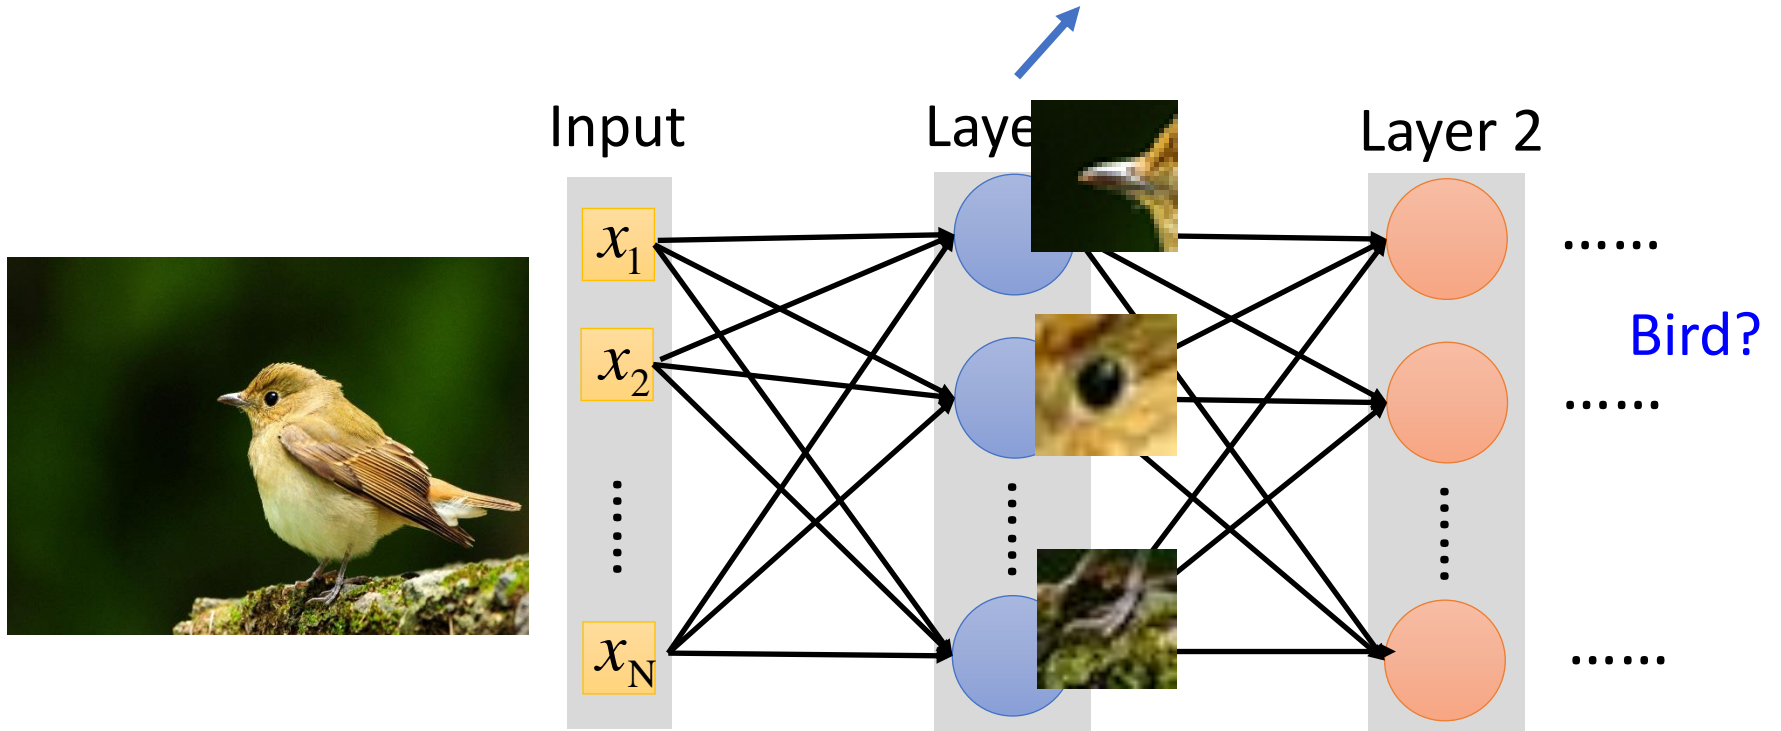 Input
Laye
Layer 2
x1
x2
xN
......
Bird?
......
......